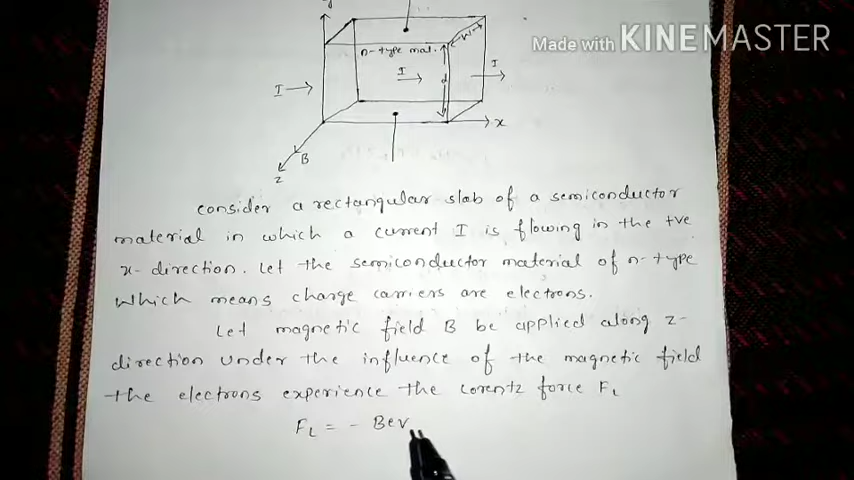 Made with KINEMASTER
n-type mat.
W
I
I
I
d
x
B
z
consider a rectangular slab of a semiconductor
material in which a current I is flowing in the +ve
x-direction. Let the semiconductor material of n-type
which means charge carriers are electrons.
Let magnetic field B be applied along z-
direction under the influence of the magnetic field
the electrons experience the Lorentz force FL
FL = - Bev